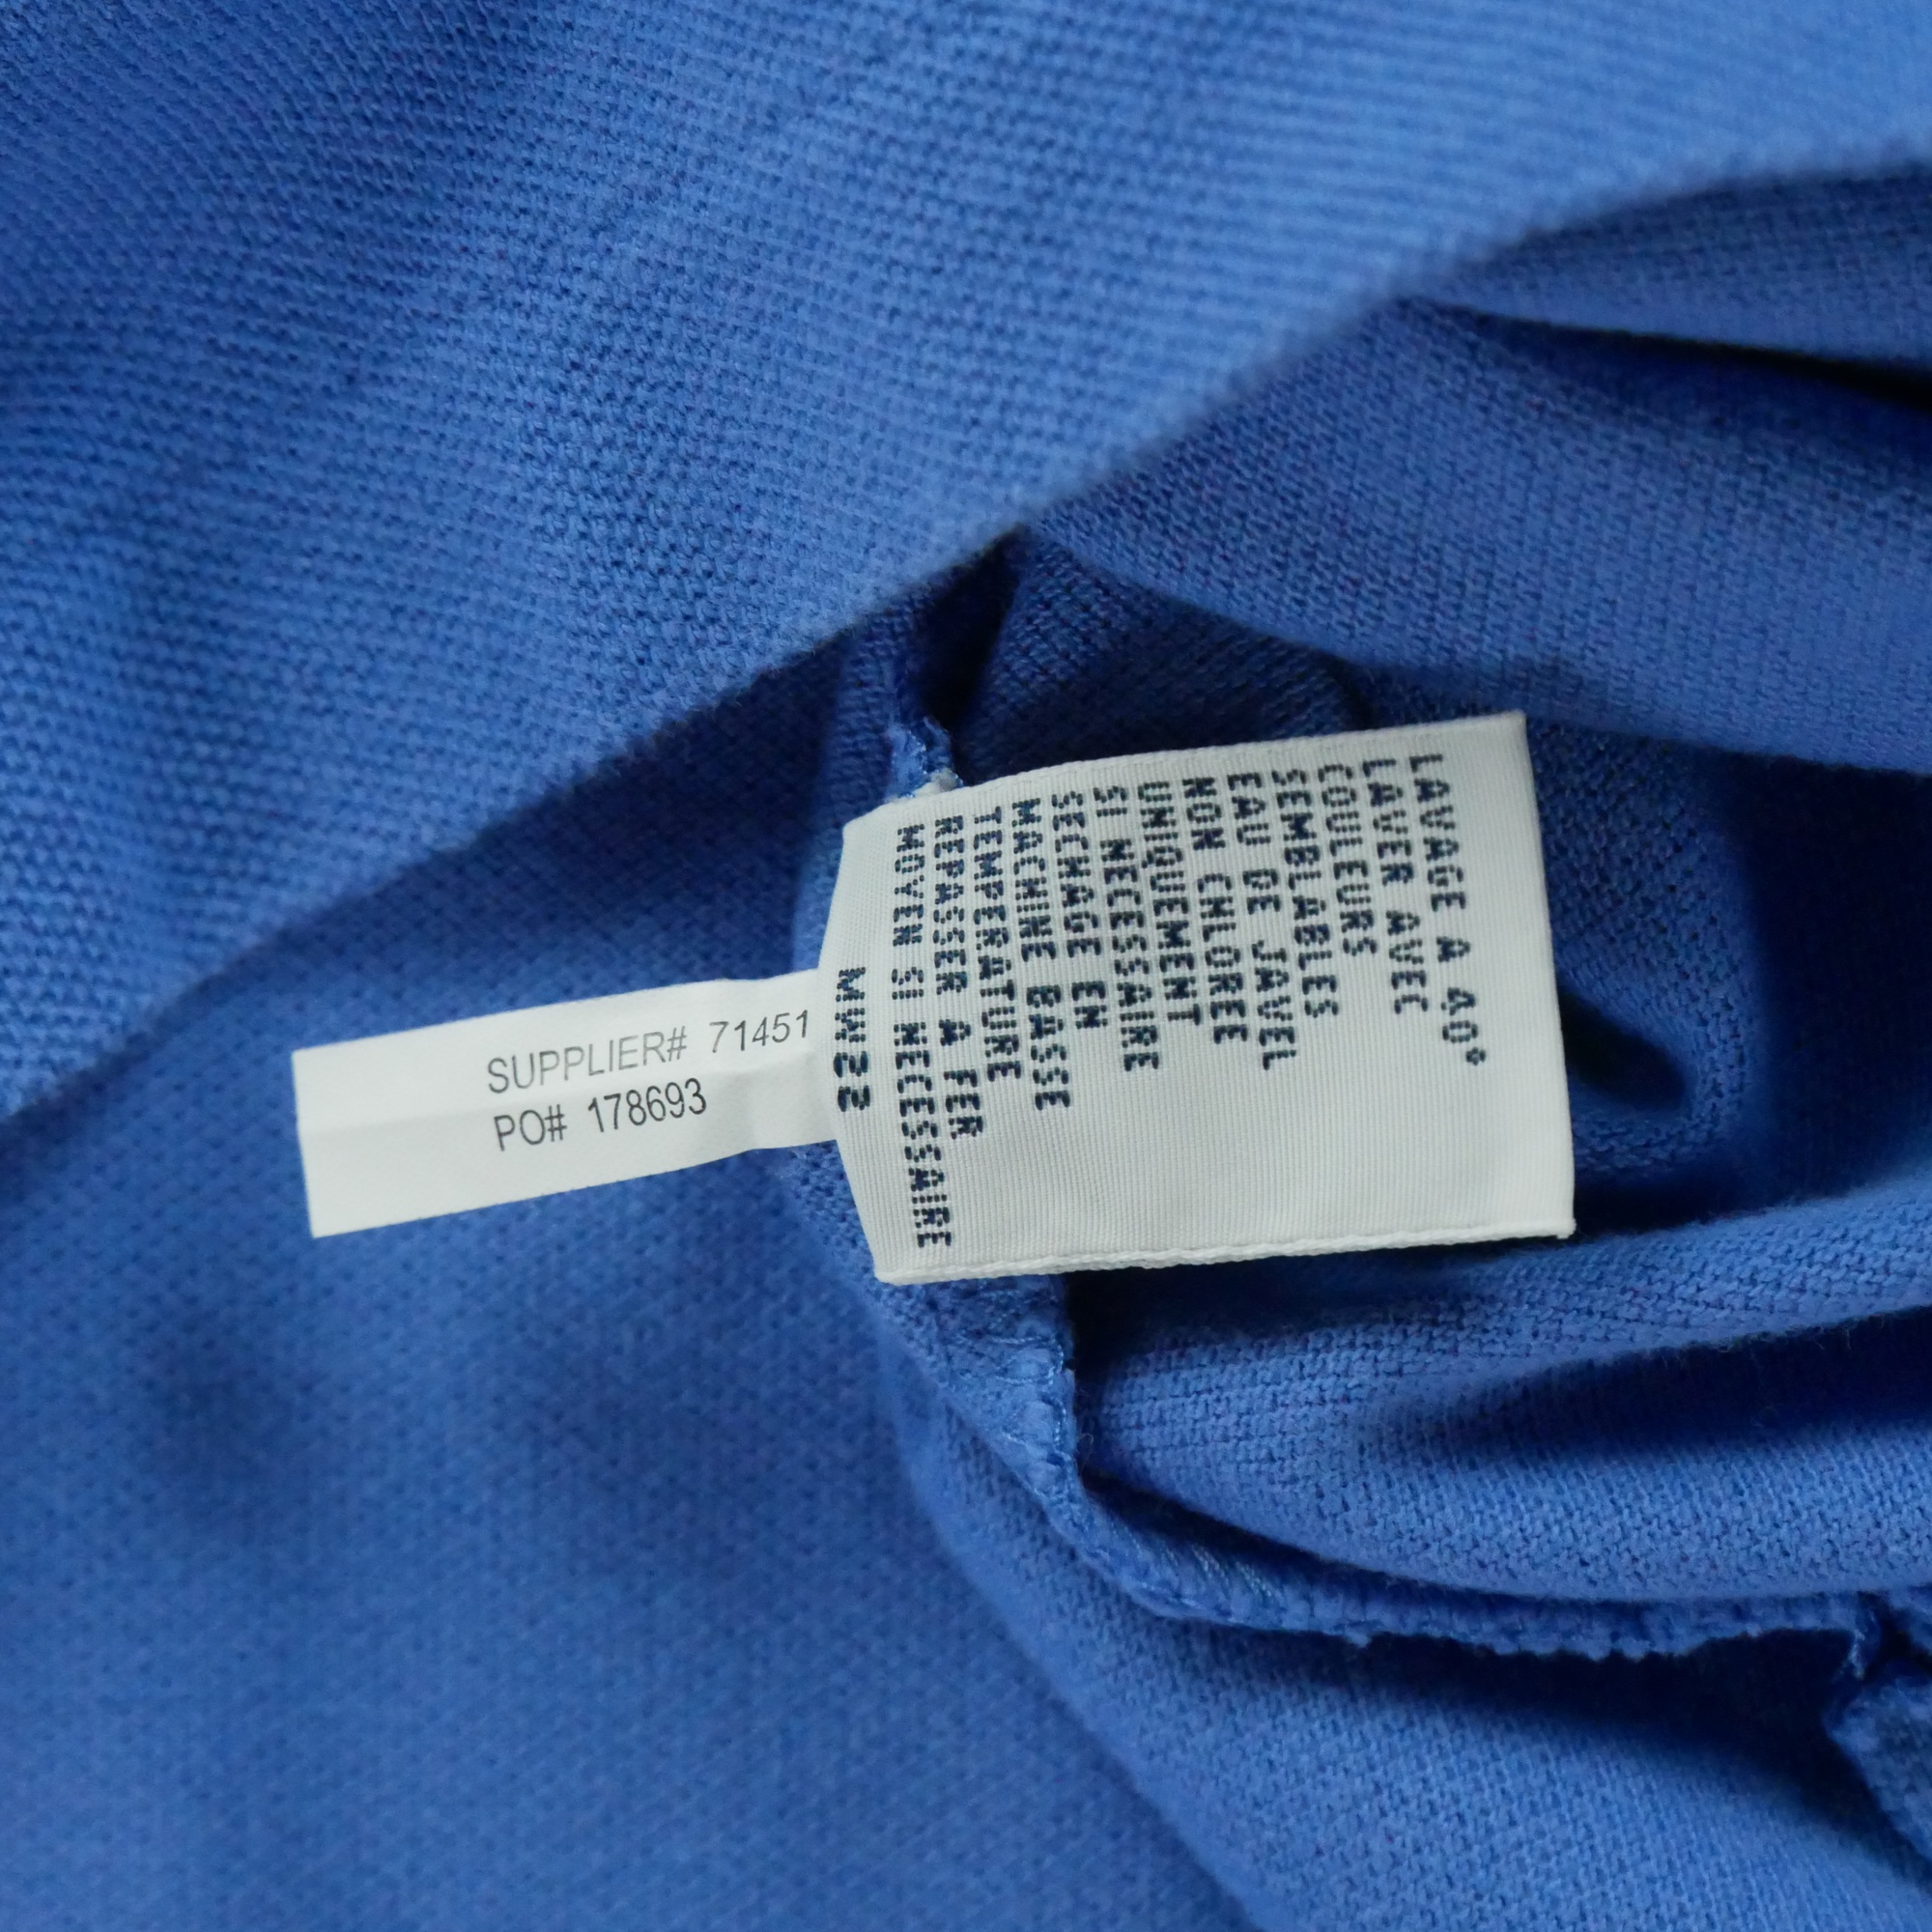 LAVAGE A 40°
LAVER AVEC
COULEURS
SEMBLABLES
EAU DE JAVEL
NON CHLOREE
UNIQUEMENT
SI NECESSAIRE
SECHAGE EN
MACHINE BASSE
TEMPERATURE
REPASSER A FER
MOYEN SI NECESSAIRE
MW22
SUPPLIER# 71451
PO# 178693